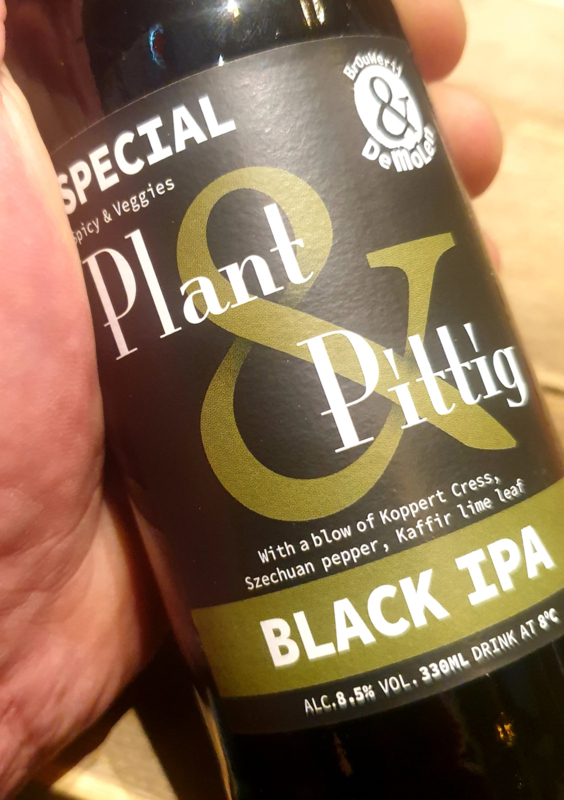 SPECIAL
Spicy & Veggies
Brouwerij
&
De Molen
Plant
&
Pittig
With a blow of Koppert Cress,
Szechuan pepper, Kaffir lime leaf
BLACK IPA
ALC.8.5% VOL.330ML DRINK AT 8°C